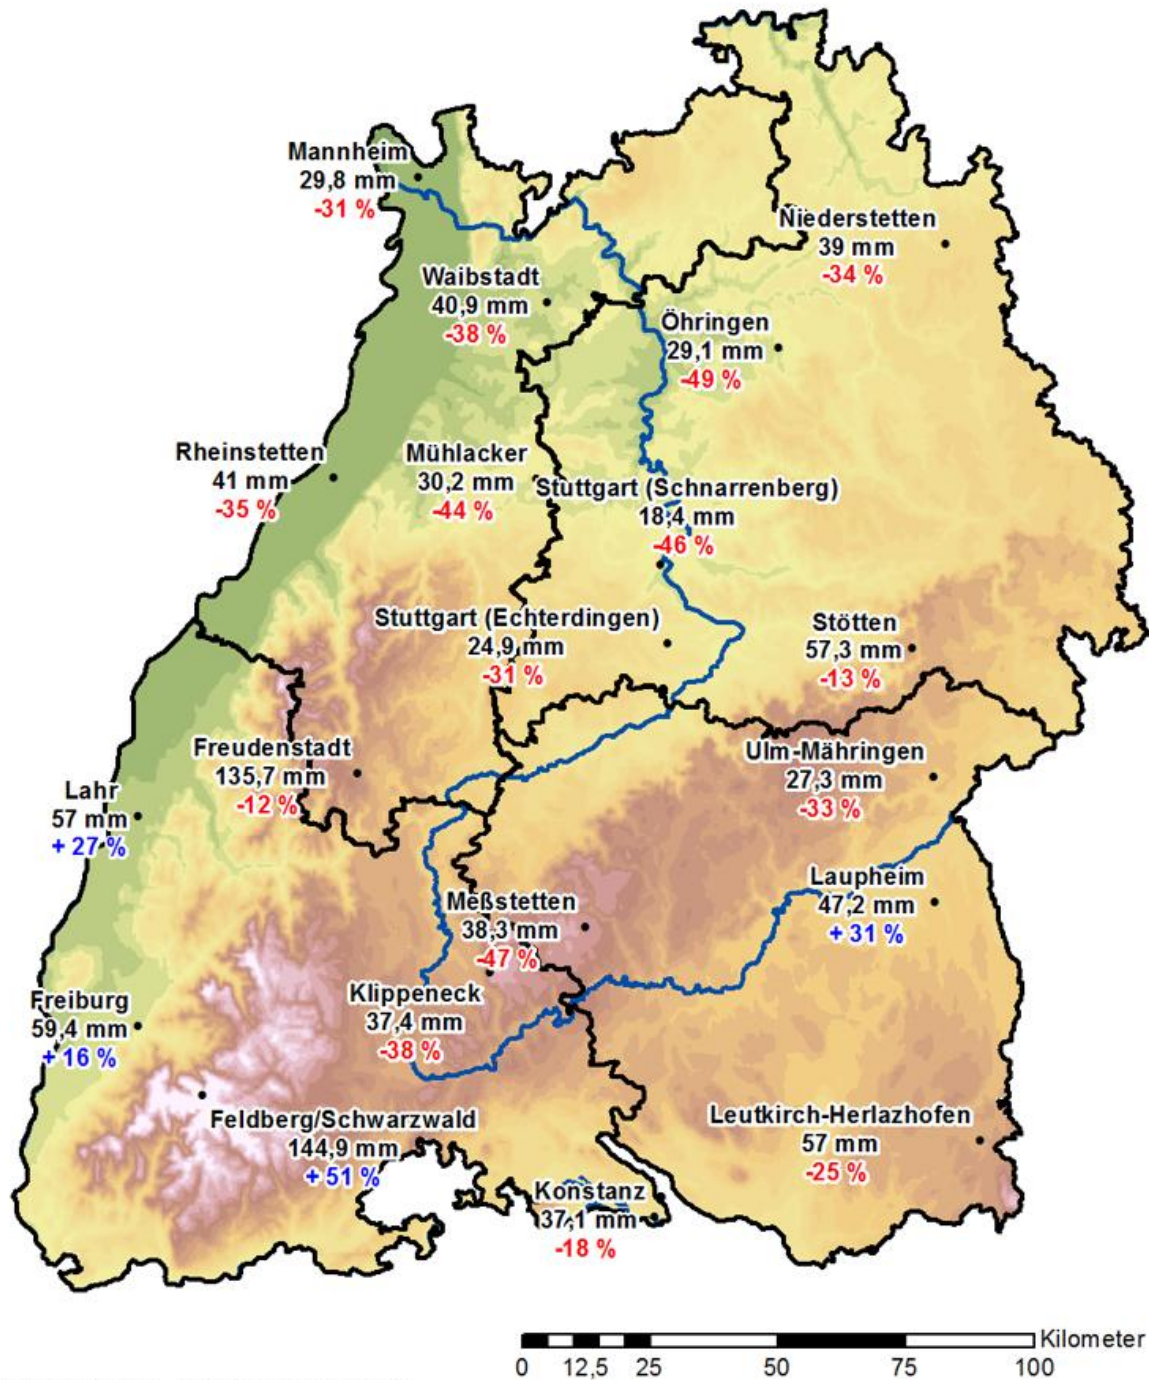 Mannheim
29,8 mm
-31 %
Niederstetten
39 mm
-34 %
Waibstadt
40,9 mm
-38 %
Öhringen
29,1 mm
-49 %
Rheinstetten
41 mm
-35 %
Mühlacker
30,2 mm
-44 %
Stuttgart (Schnarrenberg)
18,4 mm
-46 %
Stuttgart (Echterdingen)
24,9 mm
-31 %
Stötten
57,3 mm
-13 %
Freudenstadt
135,7 mm
-12 %
Ulm-Mähringen
27,3 mm
-33 %
Lahr
57 mm
+ 27 %
Laupheim
47,2 mm
+ 31 %
Meßstetten
38,3 mm
-47 %
Klippeneck
37,4 mm
-38 %
Freiburg
59,4 mm
+ 16 %
Feldberg/Schwarzwald
144,9 mm
+ 51 %
Leutkirch-Herlazhofen
57 mm
-25 %
Konstanz
37,1 mm
-18 %
Kilometer
0 12,5 25 50 75 100